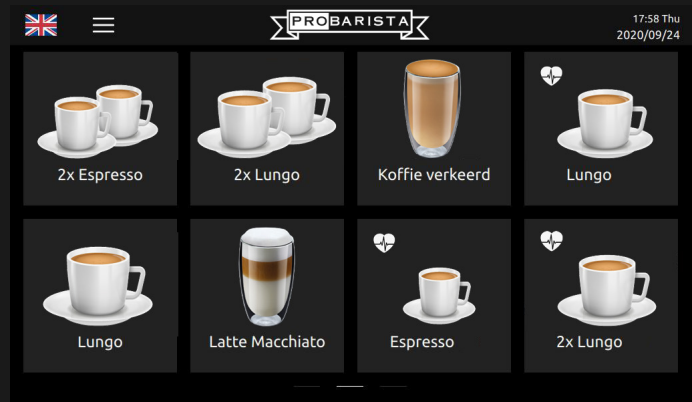 PROBARISTA
17:58 Thu
2020/09/24
2x Espresso
2x Lungo
Koffie verkeerd
Lungo
Lungo
Latte Macchiato
Espresso
2x Lungo